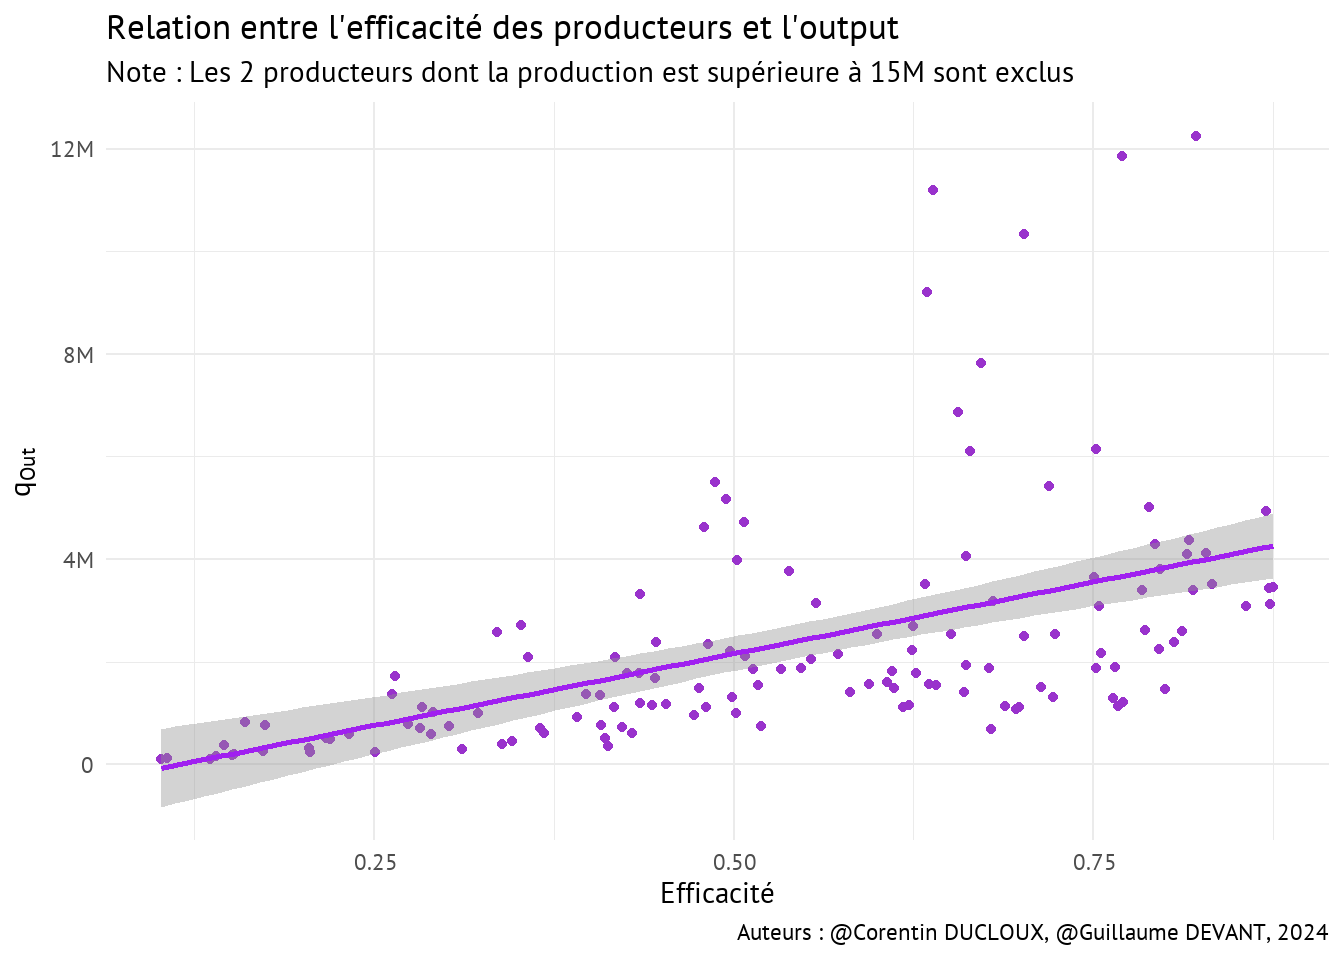 Relation entre l'efficacité des producteurs et l'output
Note : Les 2 producteurs dont la production est supérieure à 15M sont exclus
12M
8M
4M
0
qOut
0.25 0.50 0.75
Efficacité
Auteurs : @Corentin DUCLOUX, @Guillaume DEVANT, 2024